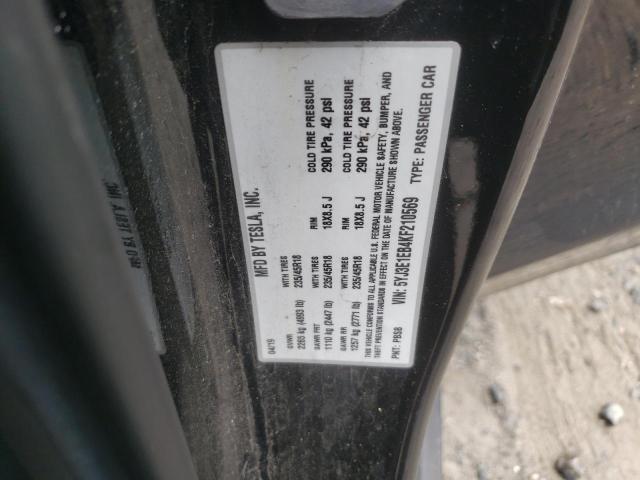 MFD BY TESLA, INC.
04/19
GVWR WITH TIRES RIM COLD TIRE PRESSURE
2265 kg (4993 lb) 235/45R18 18X8.5 J 290 kPa, 42 psi
GAWR FRT WITH TIRES RIM COLD TIRE PRESSURE
1110 kg (2447 lb) 235/45R18 18X8.5 J 290 kPa, 42 psi
GAWR RR WITH TIRES
1257 kg (2771 lb) 235/45R18
THIS VEHICLE CONFORMS TO ALL APPLICABLE U.S. FEDERAL MOTOR VEHICLE SAFETY, BUMPER, AND
THEFT PREVENTION STANDARDS IN EFFECT ON THE DATE OF MANUFACTURE SHOWN ABOVE.
VIN: 5YJ3E1EB4KF210569
PNT: PBSB TYPE: PASSENGER CAR